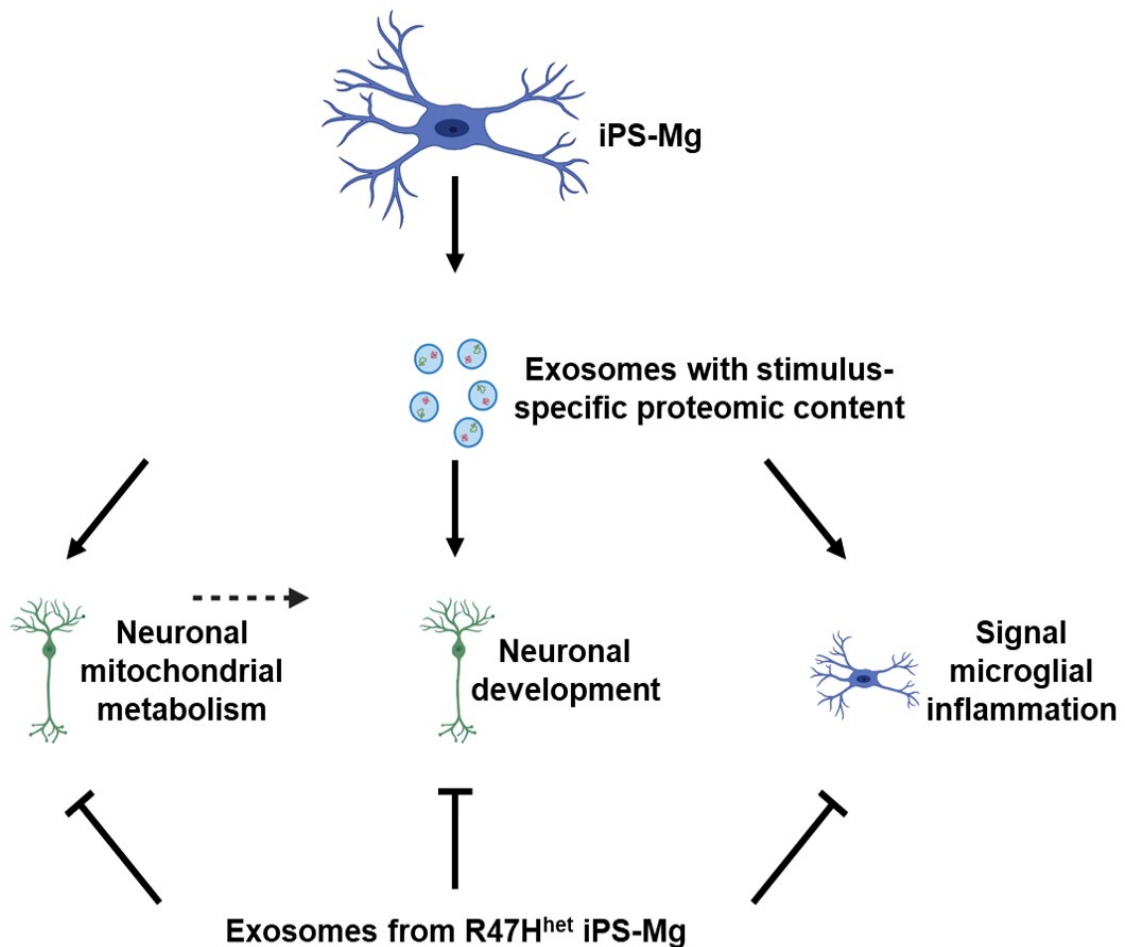 iPS-Mg
Exosomes with stimulus-
specific proteomic content
Neuronal
mitochondrial
metabolism
Neuronal
development
Signal
microglial
inflammation
Exosomes from R47Hhet iPS-Mg